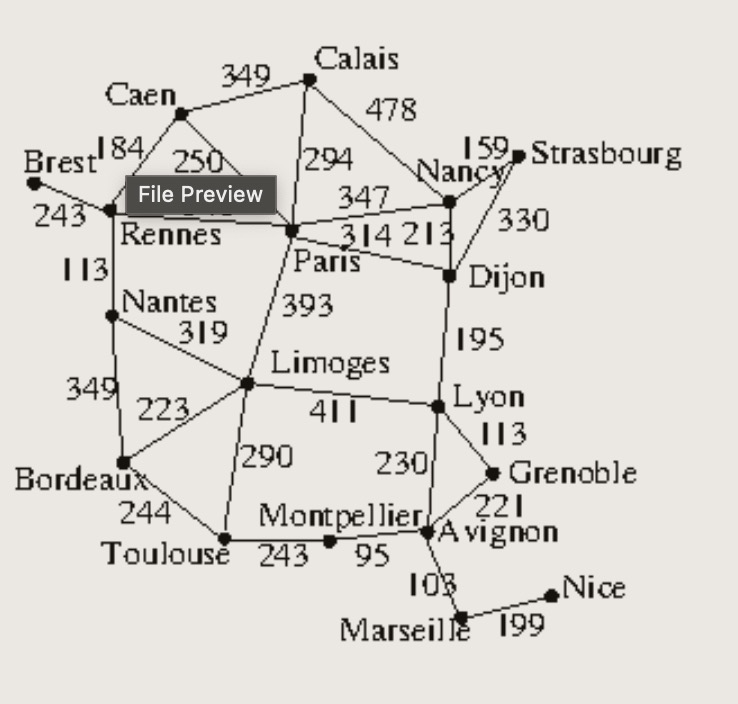 Calais
349
Caen
478
184
250
294
159
Strasbourg
Brest
Nancy
File Preview
347
243
330
Rennes
314
213
Paris
113
Dijon
Nantes
393
319
195
Limoges
349
223
411
Lyon
113
290
230
Grenoble
Bordeaux
221
244
Montpellier
Avignon
Toulouse
243
95
103
Nice
Marseille
199